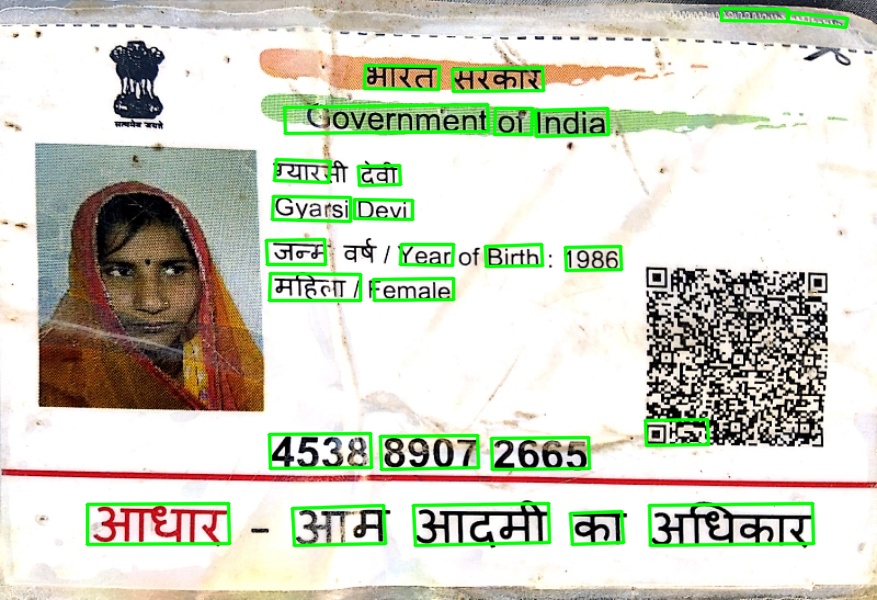 भारत सरकार
Government of India
सत्यमेव जयते
ग्यारसी देवी
Gyarsi Devi
जन्म वर्ष / Year of Birth : 1986
महिला / Female
4538 8907 2665
आधार - आम आदमी का अधिकार